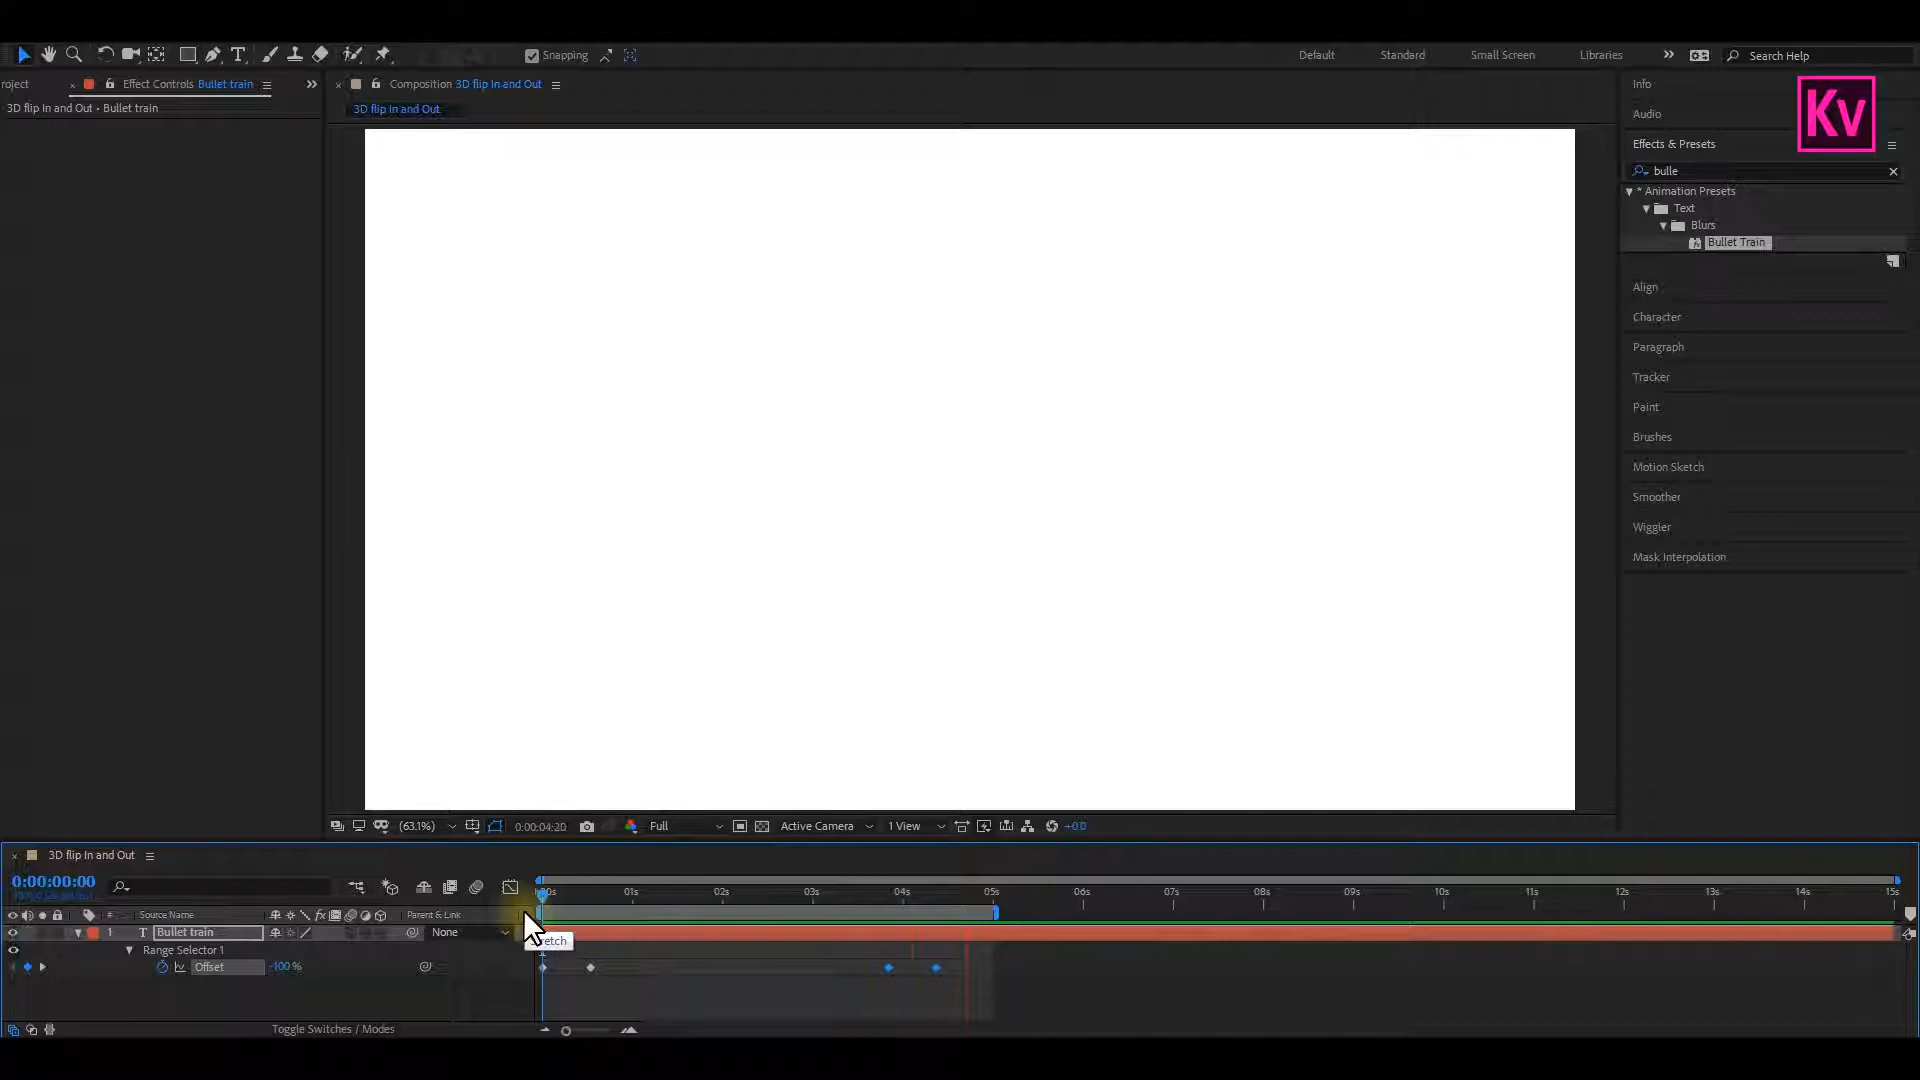 Snapping
Default
Standard
Small Screen
Libraries
Search Help
roject
Effect Controls Bullet train
Composition 3D flip In and Out
Info
3D flip In and Out • Bullet train
3D flip In and Out
Audio
Kv
Effects & Presets
bulle
* Animation Presets
Text
Blurs
Bullet Train
Align
Character
Paragraph
Tracker
Paint
Brushes
Motion Sketch
Smoother
Wiggler
Mask Interpolation
(63.1%)
0:00:04:20
Full
Active Camera
1 View
+0.0
3D flip In and Out
0:00:00:00
01s
02s
03s
04s
05s
06s
07s
08s
09s
10s
11s
12s
13s
14s
15s
#
Source Name
fx
Parent & Link
1
T
Bullet train
None
retch
Range Selector 1
Offset
-100 %
Toggle Switches / Modes